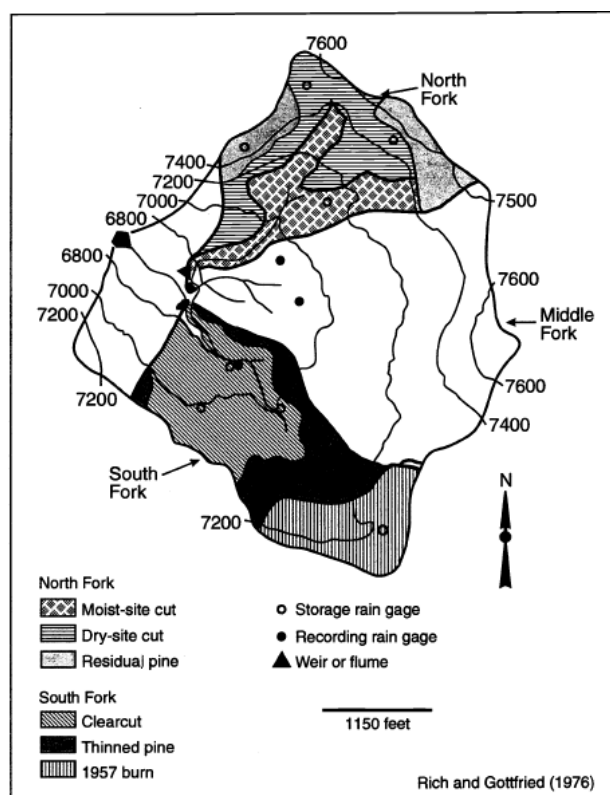 7600
North
Fork
7400
7200
7000
7500
6800
6800
7600
7000
Middle
Fork
7200
7600
7200
7400
South
Fork
N
7200
North Fork
Moist-site cut
Storage rain gage
Dry-site cut
Recording rain gage
Residual pine
Weir or flume
South Fork
Clearcut
1150 feet
Thinned pine
1957 burn
Rich and Gottfried (1976)